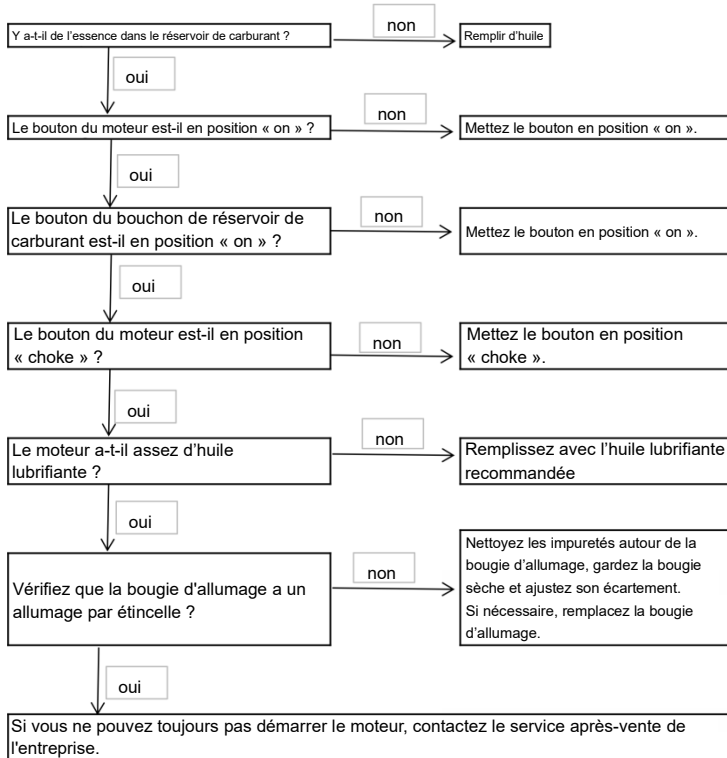 Y a-t-il de l'essence dans le réservoir de carburant ?
non
Remplir d'huile
oui
Le bouton du moteur est-il en position « on » ?
non
Mettez le bouton en position « on ».
oui
Le bouton du bouchon de réservoir de
carburant est-il en position « on » ?
non
Mettez le bouton en position « on ».
oui
Le bouton du moteur est-il en position
« choke » ?
non
Mettez le bouton en position
« choke ».
oui
Le moteur a-t-il assez d'huile
lubrifiante ?
non
Remplissez avec l'huile lubrifiante
recommandée
oui
Vérifiez que la bougie d'allumage a un
allumage par étincelle ?
non
Nettoyez les impuretés autour de la
bougie d'allumage, gardez la bougie
sèche et ajustez son écartement.
Si nécessaire, remplacez la bougie
d'allumage.
oui
Si vous ne pouvez toujours pas démarrer le moteur, contactez le service après-vente de
l'entreprise.